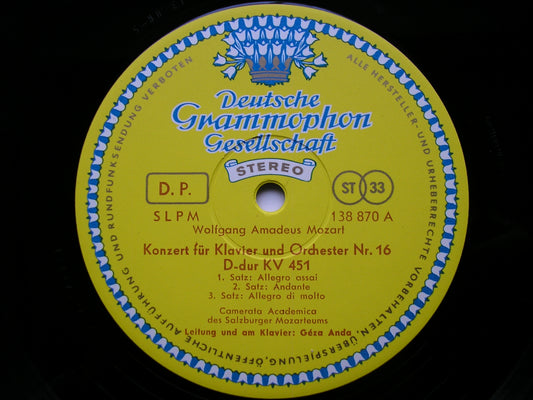 Deutsche
Grammophon
Gesellschaft
STEREO
D. P.
ST 33
SLPM
138 870 A
Wolfgang Amadeus Mozart
Konzert für Klavier und Orchester Nr. 16
D-dur KV 451
1. Satz: Allegro assai
2. Satz: Andante
3. Satz: Allegro di molto
Camerata Academica
des Salzburger Mozarteums
Leitung und am Klavier: Géza Anda
ALLE HERSTELLER- UND URHEBERRECHTE VORBEHALTEN, ÜBERSPIELUNG, ÖFFENTLICHE AUFFÜHRUNG UND RUNDFUNKSENDUNG VERBOTEN